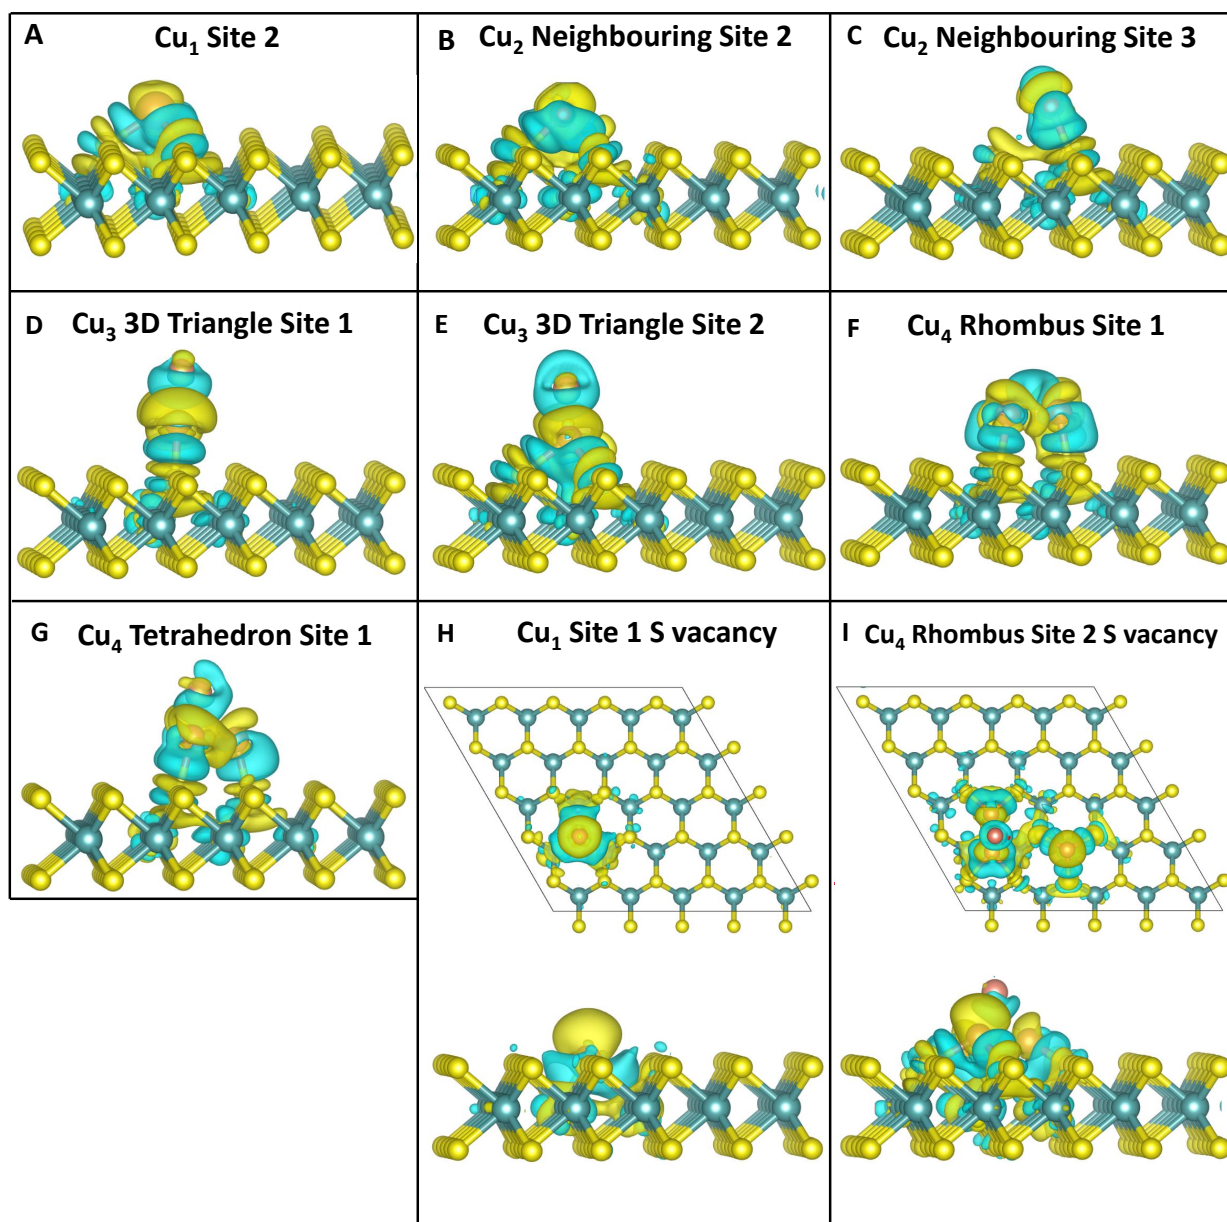 A Cu₁ Site 2
B Cu₂ Neighbouring Site 2
C Cu₂ Neighbouring Site 3
D Cu₃ 3D Triangle Site 1
E Cu₃ 3D Triangle Site 2
F Cu₄ Rhombus Site 1
G Cu₄ Tetrahedron Site 1
H Cu₁ Site 1 S vacancy
I Cu₄ Rhombus Site 2 S vacancy